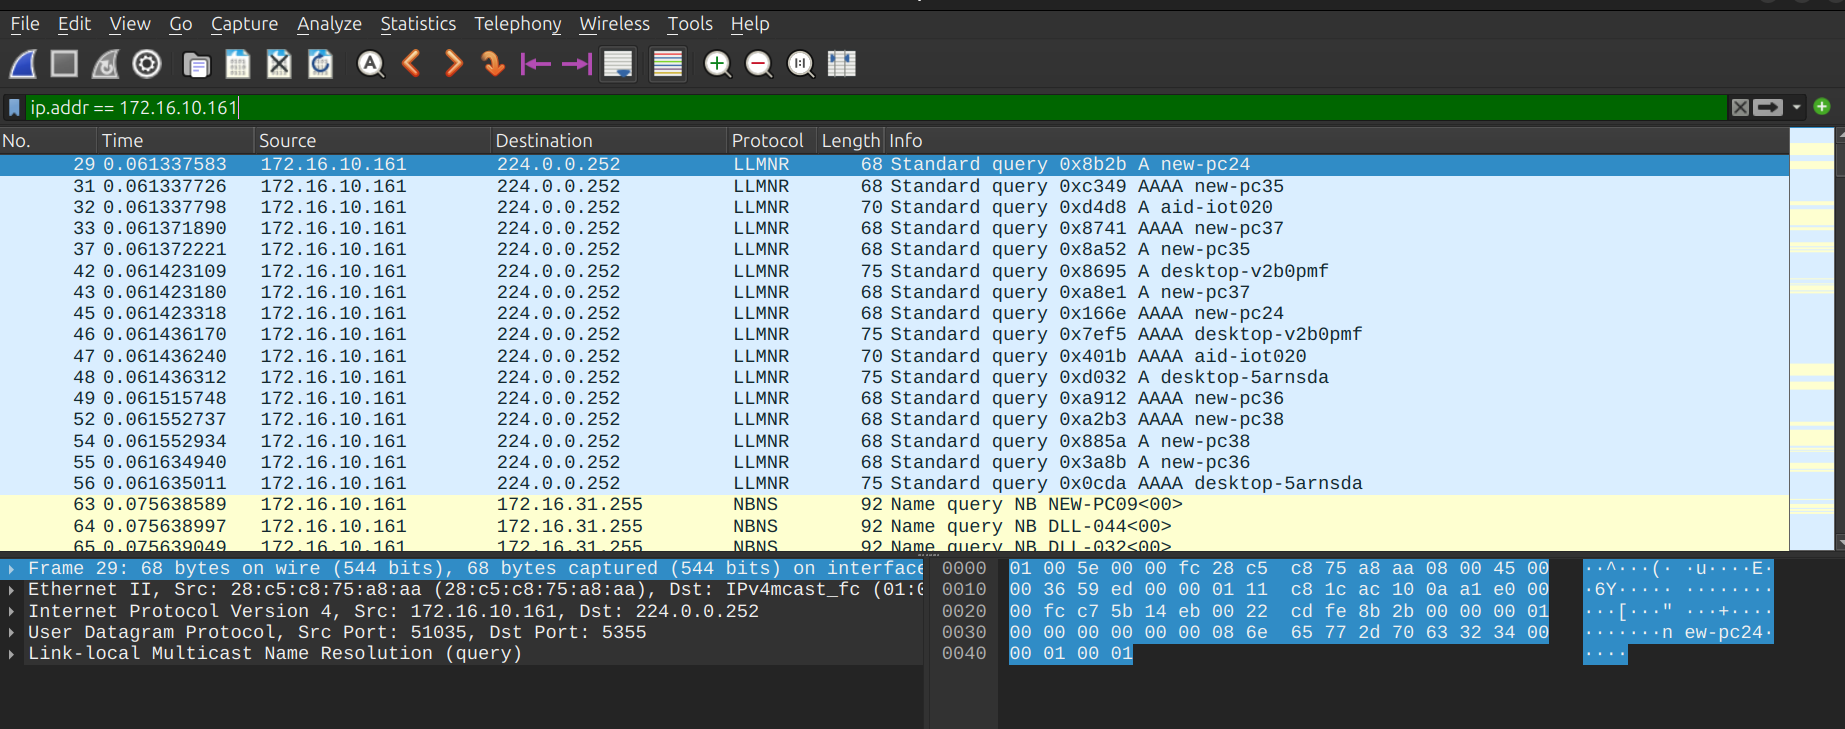 File Edit View Go Capture Analyze Statistics Telephony Wireless Tools Help
ip.addr == 172.16.10.161
No. Time Source Destination Protocol Length Info
29 0.061337583 172.16.10.161 224.0.0.252 LLMNR 68 Standard query 0x8b2b A new-pc24
31 0.061337726 172.16.10.161 224.0.0.252 LLMNR 68 Standard query 0xc349 AAAA new-pc35
32 0.061337798 172.16.10.161 224.0.0.252 LLMNR 70 Standard query 0xd4d8 A aid-iot020
33 0.061371890 172.16.10.161 224.0.0.252 LLMNR 68 Standard query 0x8741 AAAA new-pc37
37 0.061372221 172.16.10.161 224.0.0.252 LLMNR 68 Standard query 0x8a52 A new-pc35
42 0.061423109 172.16.10.161 224.0.0.252 LLMNR 75 Standard query 0x8695 A desktop-v2b0pmf
43 0.061423180 172.16.10.161 224.0.0.252 LLMNR 68 Standard query 0xa8e1 A new-pc37
45 0.061423318 172.16.10.161 224.0.0.252 LLMNR 68 Standard query 0x166e AAAA new-pc24
46 0.061436170 172.16.10.161 224.0.0.252 LLMNR 75 Standard query 0x7ef5 AAAA desktop-v2b0pmf
47 0.061436240 172.16.10.161 224.0.0.252 LLMNR 70 Standard query 0x401b AAAA aid-iot020
48 0.061436312 172.16.10.161 224.0.0.252 LLMNR 75 Standard query 0xd032 A desktop-5arnsda
49 0.061515748 172.16.10.161 224.0.0.252 LLMNR 68 Standard query 0xa912 AAAA new-pc36
52 0.061552737 172.16.10.161 224.0.0.252 LLMNR 68 Standard query 0xa2b3 AAAA new-pc38
54 0.061552934 172.16.10.161 224.0.0.252 LLMNR 68 Standard query 0x885a A new-pc38
55 0.061634940 172.16.10.161 224.0.0.252 LLMNR 68 Standard query 0x3a8b A new-pc36
56 0.061635011 172.16.10.161 224.0.0.252 LLMNR 75 Standard query 0x0cda AAAA desktop-5arnsda
63 0.075638589 172.16.10.161 172.16.31.255 NBNS 92 Name query NB NEW-PC09<00>
64 0.075638997 172.16.10.161 172.16.31.255 NBNS 92 Name query NB DLL-044<00>
65 0.075639049 172.16.10.161 172.16.31.255 NBNS 92 Name query NB DLL-032<00>
Frame 29: 68 bytes on wire (544 bits), 68 bytes captured (544 bits) on interface
Ethernet II, Src: 28:c5:c8:75:a8:aa (28:c5:c8:75:a8:aa), Dst: IPv4mcast_fc (01:0
Internet Protocol Version 4, Src: 172.16.10.161, Dst: 224.0.0.252
User Datagram Protocol, Src Port: 51035, Dst Port: 5355
Link-local Multicast Name Resolution (query)
0000 01 00 5e 00 00 fc 28 c5 c8 75 a8 aa 08 00 45 00 ··^···(· ·u····E·
0010 00 36 59 ed 00 00 01 11 c8 1c ac 10 0a a1 e0 00 ·6Y····· ········
0020 00 fc c7 5b 14 eb 00 22 cd fe 8b 2b 00 00 00 01 ···[···" ···+····
0030 00 00 00 00 00 00 08 6e 65 77 2d 70 63 32 34 00 ·······n ew-pc24·
0040 00 01 00 01 ····